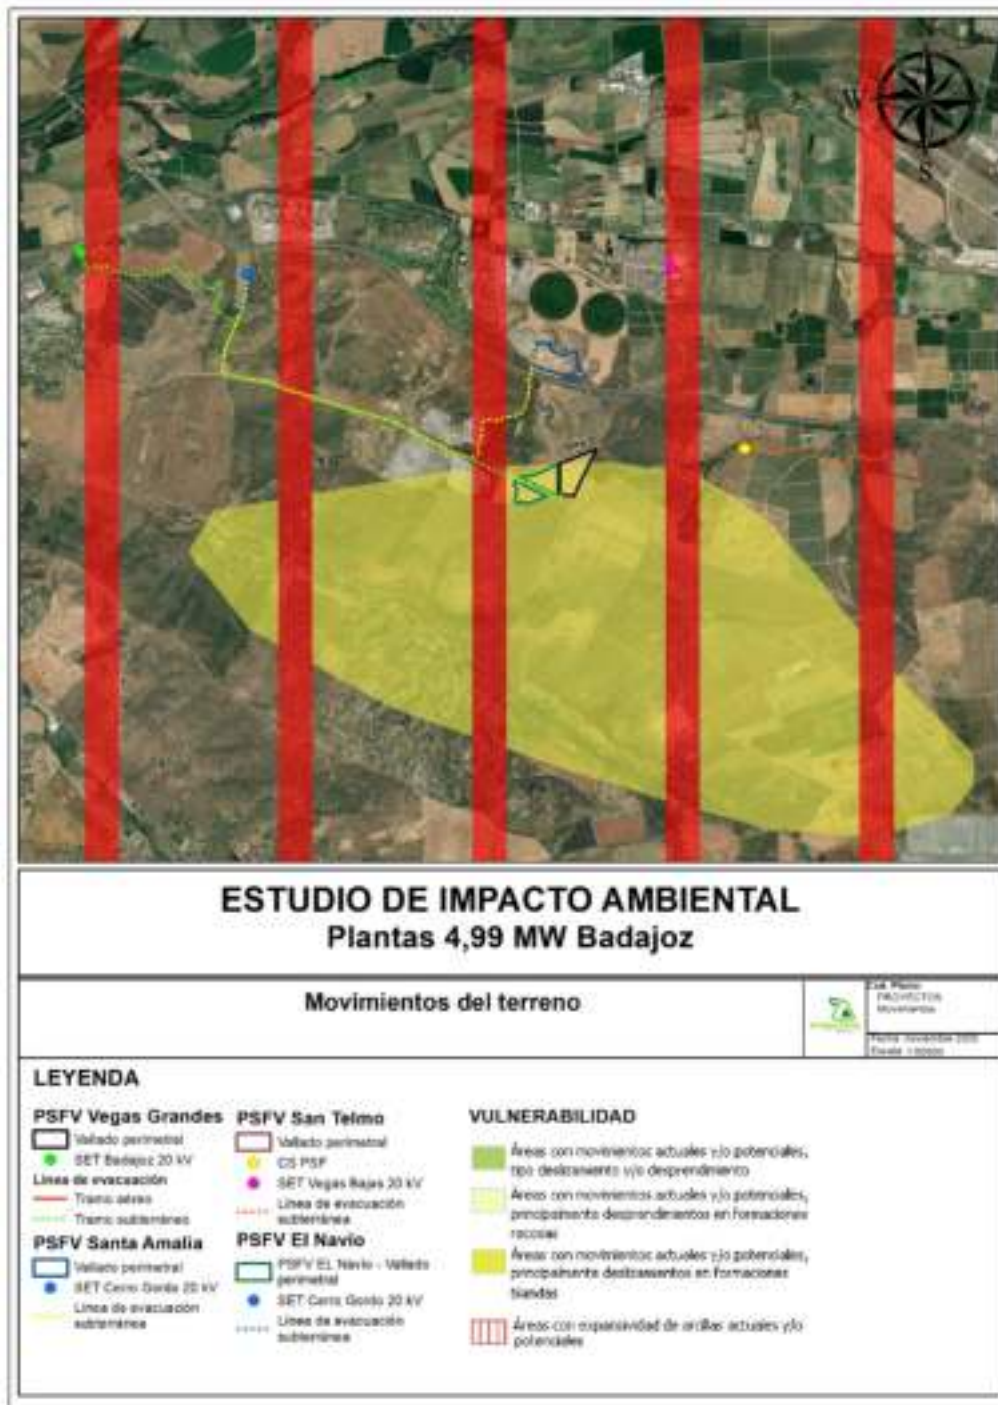 W
S
ESTUDIO DE IMPACTO AMBIENTAL
Plantas 4,99 MW Badajoz
Movimientos del terreno
PROYECTOS
Movimientos
LEYENDA
PSFV Vegas Grandes
Vallado perimetral
SET Badajoz 20 kV
Línea de evacuación
Tramo aéreo
Tramo subterráneo
PSFV Santa Amalia
Vallado perimetral
SET Cerro Gordo 20 kV
Línea de evacuación
subterránea
PSFV San Telmo
Vallado perimetral
CS PSF
SET Vegas Bajas 20 kV
Línea de evacuación
subterránea
PSFV El Navío
PSFV EL Navío - Vallado
perimetral
SET Cerro Gordo 20 kV
Línea de evacuación
subterránea
VULNERABILIDAD
Áreas con movimientos actuales y/o potenciales,
tipo deslizamiento y/o desprendimiento
Áreas con movimientos actuales y/o potenciales,
principalmente desprendimientos en formaciones
rocosas
Áreas con movimientos actuales y/o potenciales,
principalmente deslizamientos en formaciones
blandas
Áreas con expansividad de arcillas actuales y/o
potenciales